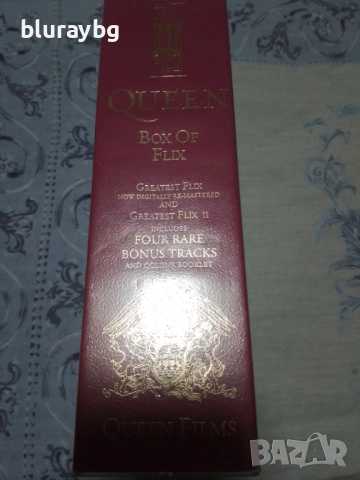 bluraybg
QUEEN
BOX OF
FLIX
GREATEST FLIX
NOW DIGITALLY RE-MASTERED
AND
GREATEST FLIX II
INCLUDES
FOUR RARE
BONUS TRACKS
AND COLOUR BOOKLET
QUEEN FILMS
BAZAR